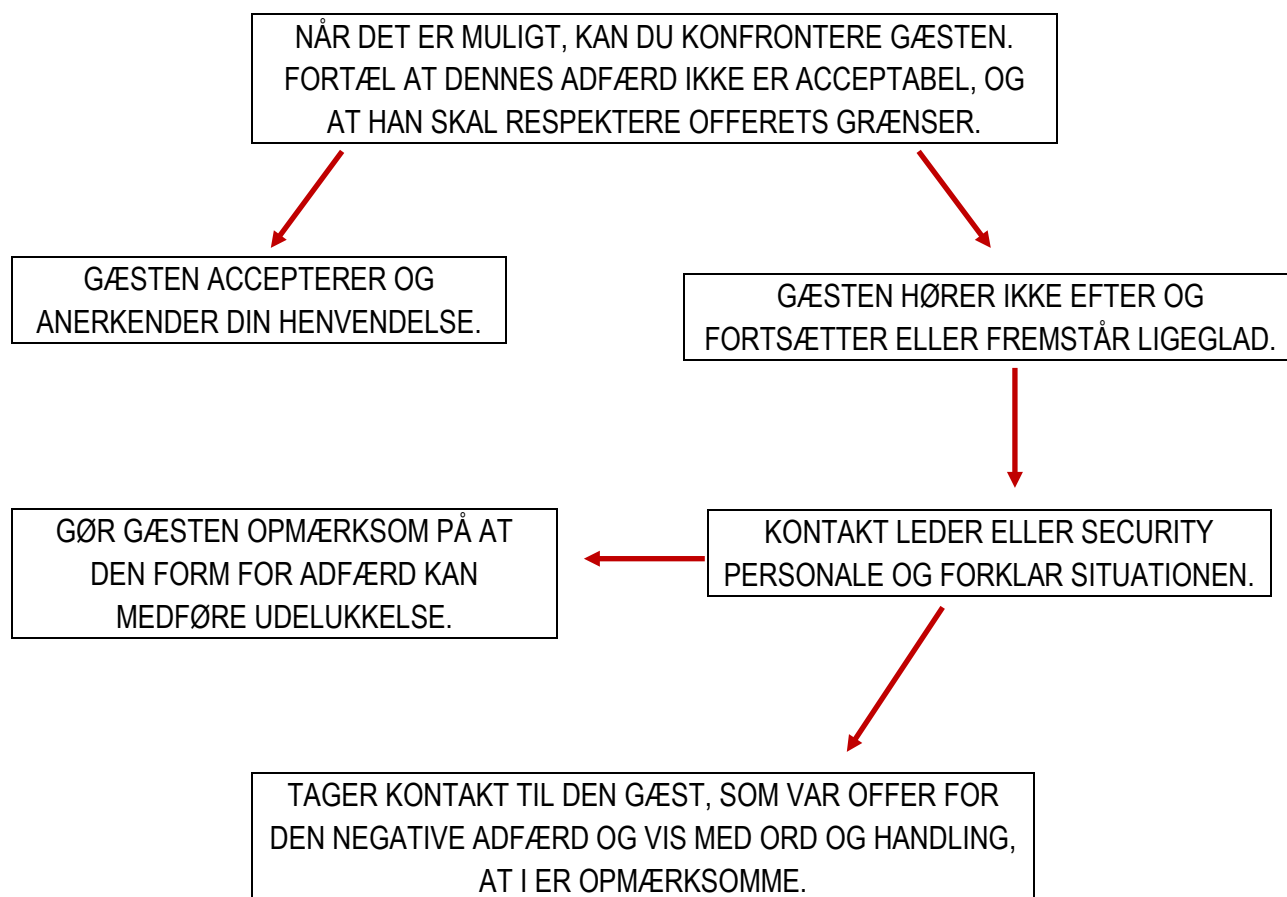 NÅR DET ER MULIGT, KAN DU KONFRONTERE GÆSTEN.
FORTÆL AT DENNES ADFÆRD IKKE ER ACCEPTABEL, OG
AT HAN SKAL RESPEKTERE OFFERETS GRÆNSER.
GÆSTEN ACCEPTERER OG
ANERKENDER DIN HENVENDELSE.
GÆSTEN HØRER IKKE EFTER OG
FORTSÆTTER ELLER FREMSTÅR LIGEGLAD.
GØR GÆSTEN OPMÆRKSOM PÅ AT
DEN FORM FOR ADFÆRD KAN
MEDFØRE UDELUKKELSE.
KONTAKT LEDER ELLER SECURITY
PERSONALE OG FORKLAR SITUATIONEN.
TAGER KONTAKT TIL DEN GÆST, SOM VAR OFFER FOR
DEN NEGATIVE ADFÆRD OG VIS MED ORD OG HANDLING,
AT I ER OPMÆRKSOMME.